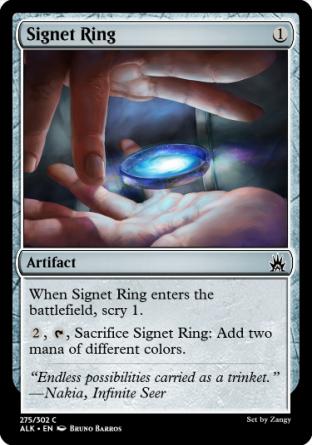 Signet Ring 1
Artifact
When Signet Ring enters the
battlefield, scry 1.
2, , Sacrifice Signet Ring: Add two
mana of different colors.
"Endless possibilities carried as a trinket."
—Nakia, Infinite Seer
275/302 C
ALK • EN Bruno Barros
Set by Zangy